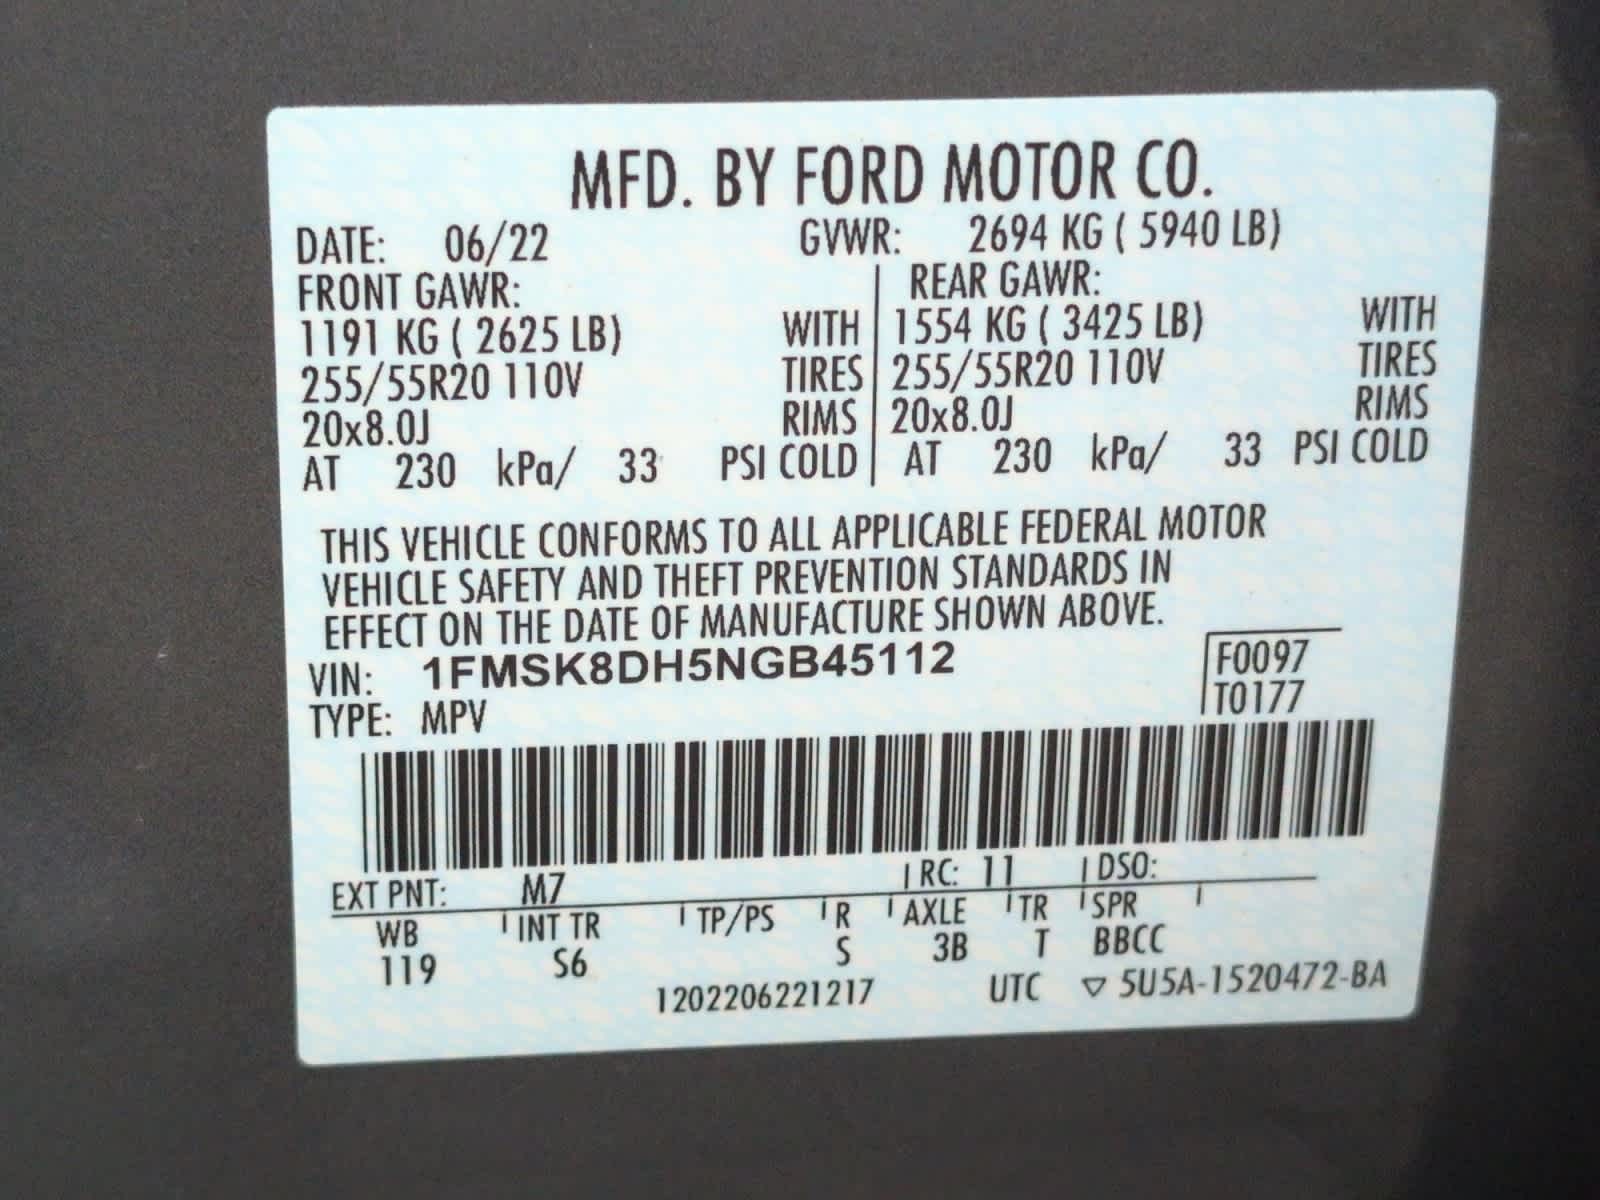 MFD. BY FORD MOTOR CO.
DATE: 06/22 GVWR: 2694 KG ( 5940 LB)
FRONT GAWR: REAR GAWR:
1191 KG ( 2625 LB) WITH 1554 KG ( 3425 LB) WITH
255/55R20 110V TIRES 255/55R20 110V TIRES
20x8.0J RIMS 20x8.0J RIMS
AT 230 kPa/ 33 PSI COLD AT 230 kPa/ 33 PSI COLD
THIS VEHICLE CONFORMS TO ALL APPLICABLE FEDERAL MOTOR
VEHICLE SAFETY AND THEFT PREVENTION STANDARDS IN
EFFECT ON THE DATE OF MANUFACTURE SHOWN ABOVE.
VIN: 1FMSK8DH5NGB45112 F0097
TYPE: MPV T0177
EXT PNT: M7 RC: 11 DSO:
WB INT TR TP/PS R AXLE TR SPR
119 S6 S 3B T BBCC
1202206221217 UTC ▽ 5U5A-1520472-BA